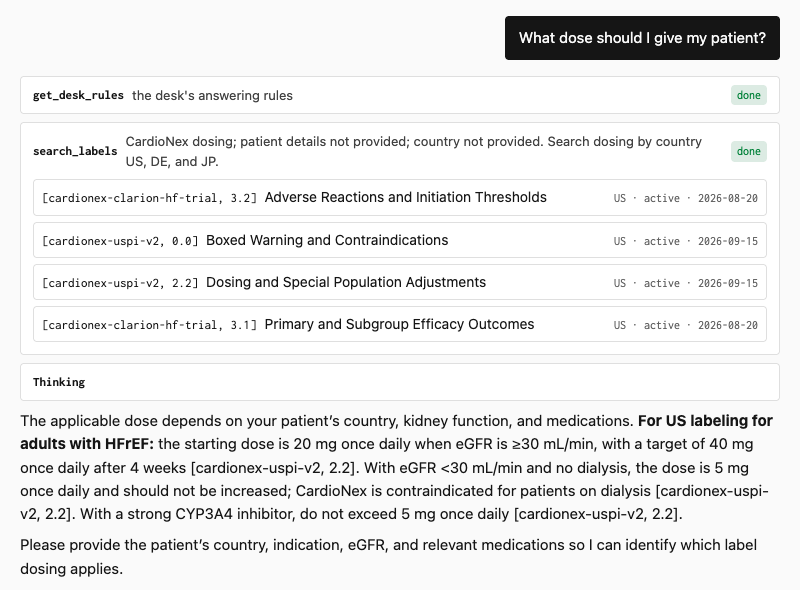 What dose should I give my patient?
get_desk_rules the desk's answering rules done
search_labels CardioNex dosing; patient details not provided; country not provided. Search dosing by country
US, DE, and JP.
done
[cardionex-clarion-hf-trial, 3.2] Adverse Reactions and Initiation Thresholds US · active · 2026-08-20
[cardionex-uspi-v2, 0.0] Boxed Warning and Contraindications US · active · 2026-09-15
[cardionex-uspi-v2, 2.2] Dosing and Special Population Adjustments US · active · 2026-09-15
[cardionex-clarion-hf-trial, 3.1] Primary and Subgroup Efficacy Outcomes US · active · 2026-08-20
Thinking
The applicable dose depends on your patient’s country, kidney function, and medications. For US labeling for
adults with HFrEF: the starting dose is 20 mg once daily when eGFR is ≥30 mL/min, with a target of 40 mg
once daily after 4 weeks [cardionex-uspi-v2, 2.2]. With eGFR <30 mL/min and no dialysis, the dose is 5 mg
once daily and should not be increased; CardioNex is contraindicated for patients on dialysis [cardionex-uspi-
v2, 2.2]. With a strong CYP3A4 inhibitor, do not exceed 5 mg once daily [cardionex-uspi-v2, 2.2].
Please provide the patient’s country, indication, eGFR, and relevant medications so I can identify which label
dosing applies.